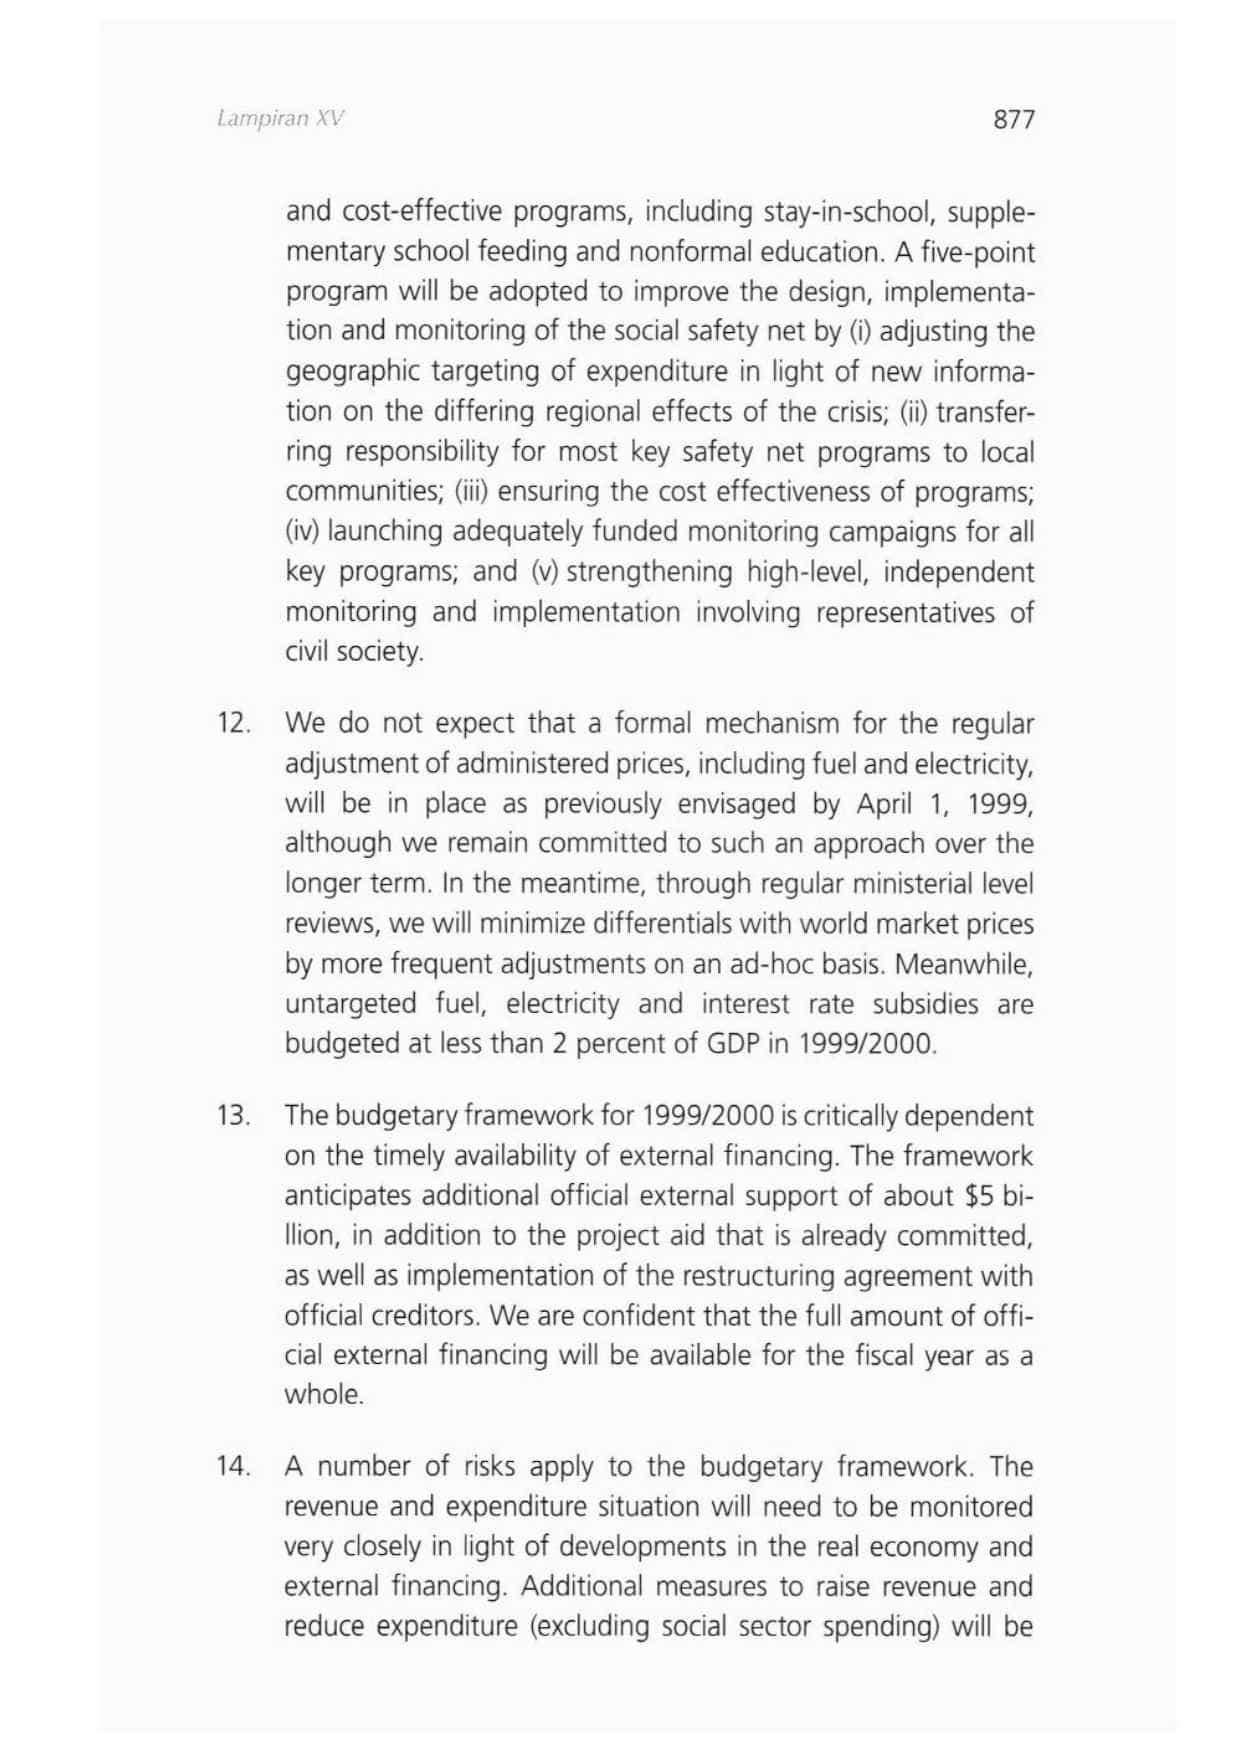 Lampiran XV 877
and cost-effective programs, including stay-in-school, supple-
mentary school feeding and nonformal education. A five-point
program will be adopted to improve the design, implementa-
tion and monitoring of the social safety net by (i) adjusting the
geographic targeting of expenditure in light of new informa-
tion on the differing regional effects of the crisis; (ii) transfer-
ring responsibility for most key safety net programs to local
communities; (iii) ensuring the cost effectiveness of programs;
(iv) launching adequately funded monitoring campaigns for all
key programs; and (v) strengthening high-level, independent
monitoring and implementation involving representatives of
civil society.
12. We do not expect that a formal mechanism for the regular
adjustment of administered prices, including fuel and electricity,
will be in place as previously envisaged by April 1, 1999,
although we remain committed to such an approach over the
longer term. In the meantime, through regular ministerial level
reviews, we will minimize differentials with world market prices
by more frequent adjustments on an ad-hoc basis. Meanwhile,
untargeted fuel, electricity and interest rate subsidies are
budgeted at less than 2 percent of GDP in 1999/2000.
13. The budgetary framework for 1999/2000 is critically dependent
on the timely availability of external financing. The framework
anticipates additional official external support of about $5 bi-
llion, in addition to the project aid that is already committed,
as well as implementation of the restructuring agreement with
official creditors. We are confident that the full amount of offi-
cial external financing will be available for the fiscal year as a
whole.
14. A number of risks apply to the budgetary framework. The
revenue and expenditure situation will need to be monitored
very closely in light of developments in the real economy and
external financing. Additional measures to raise revenue and
reduce expenditure (excluding social sector spending) will be